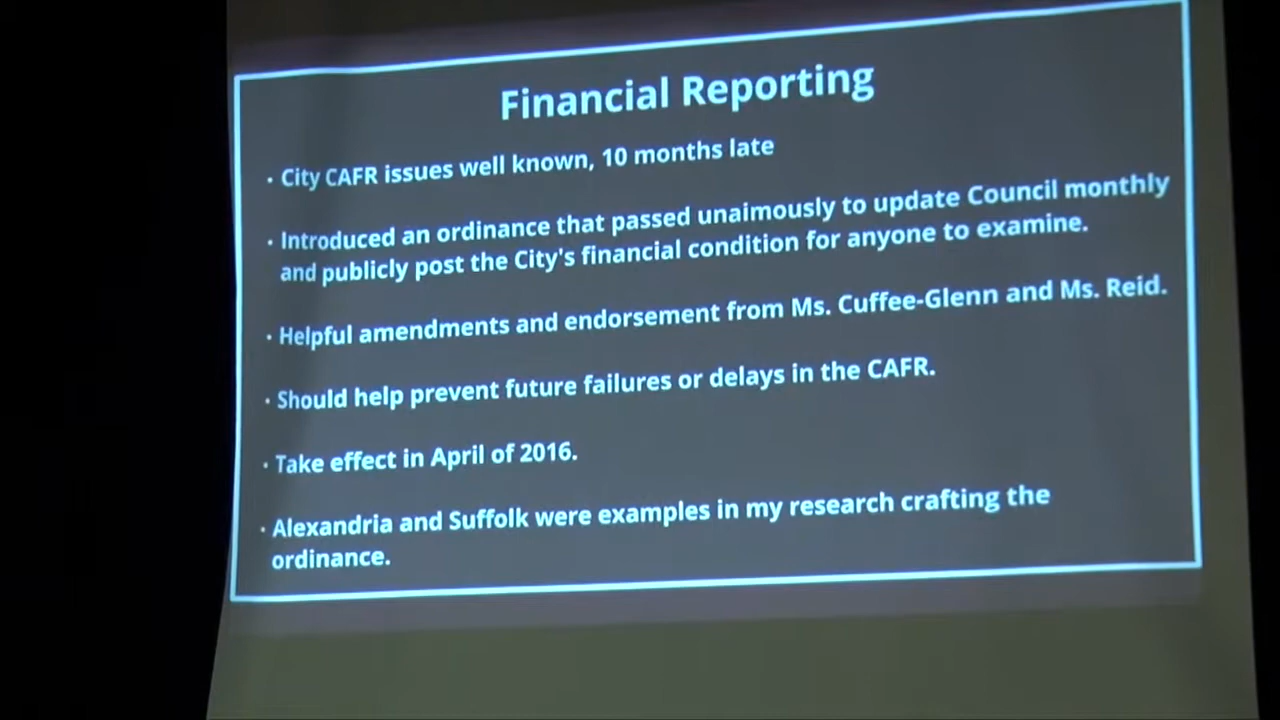 Financial Reporting
· City CAFR issues well known, 10 months late
· Introduced an ordinance that passed unaimously to update Council monthly
and publicly post the City's financial condition for anyone to examine.
· Helpful amendments and endorsement from Ms. Cuffee-Glenn and Ms. Reid.
· Should help prevent future failures or delays in the CAFR.
· Take effect in April of 2016.
· Alexandria and Suffolk were examples in my research crafting the
ordinance.